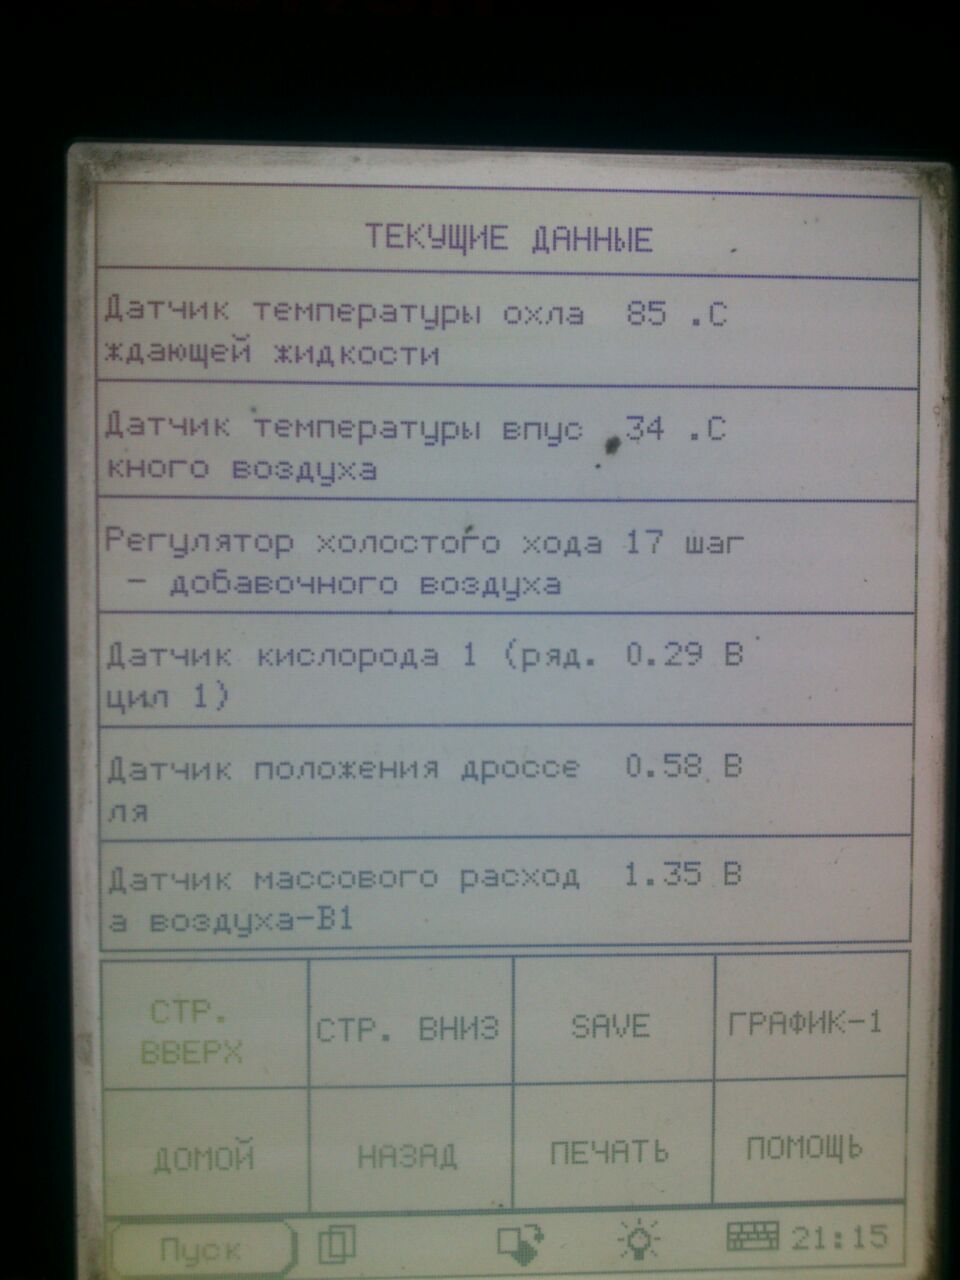 ТЕКУЩИЕ ДАННЫЕ
Датчик температуры охла 85 .С
ждающей жидкости
Датчик температуры впус 34 .С
кного воздуха
Регулятор холостого хода 17 шаг
- добавочного воздуха
Датчик кислорода 1 (ряд. 0.29 В
цил 1)
Датчик положения дроссе 0.58 В
ля
Датчик массового расход 1.35 В
а воздуха-В1
СТР. ВВЕРХ
СТР. ВНИЗ
SAVE
ГРАФИК-1
ДОМОЙ
НАЗАД
ПЕЧАТЬ
ПОМОЩЬ
Пуск
21:15